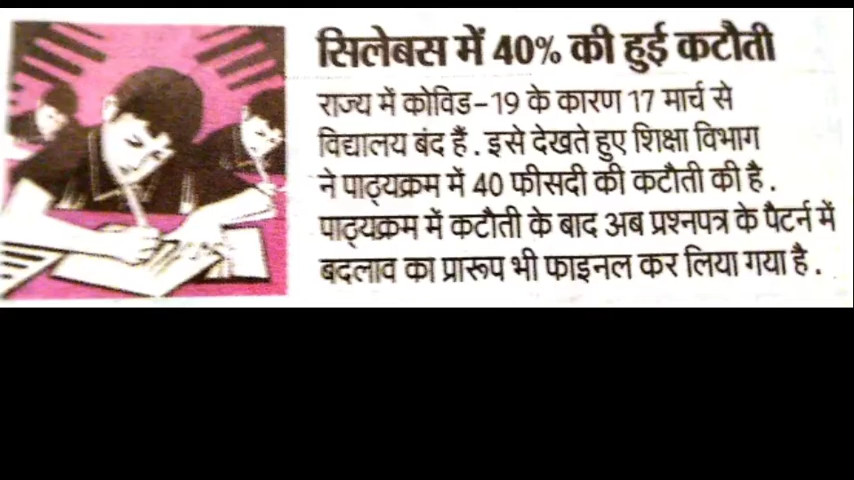 सिलेबस में 40% की हुई कटौती
राज्य में कोविड-19 के कारण 17 मार्च से
विद्यालय बंद हैं. इसे देखते हुए शिक्षा विभाग
ने पाठ्यक्रम में 40 फीसदी की कटौती की है.
पाठ्यक्रम में कटौती के बाद अब प्रश्नपत्र के पैटर्न में
बदलाव का प्रारूप भी फाइनल कर लिया गया है.